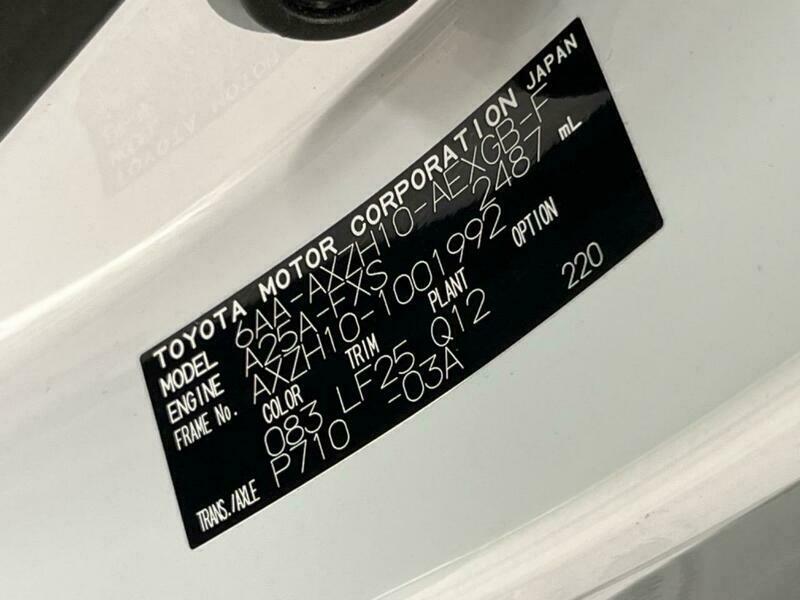 TOYOTA MOTOR CORPORATION JAPAN
MODEL 6AA-AXZH10-AEXGB-F
ENGINE A25A-FXS 2487 mL
FRAME No. AXZH10-1001992
COLOR TRIM PLANT OPTION
083 LF25 Q12 220
TRANS./AXLE P710 -03A